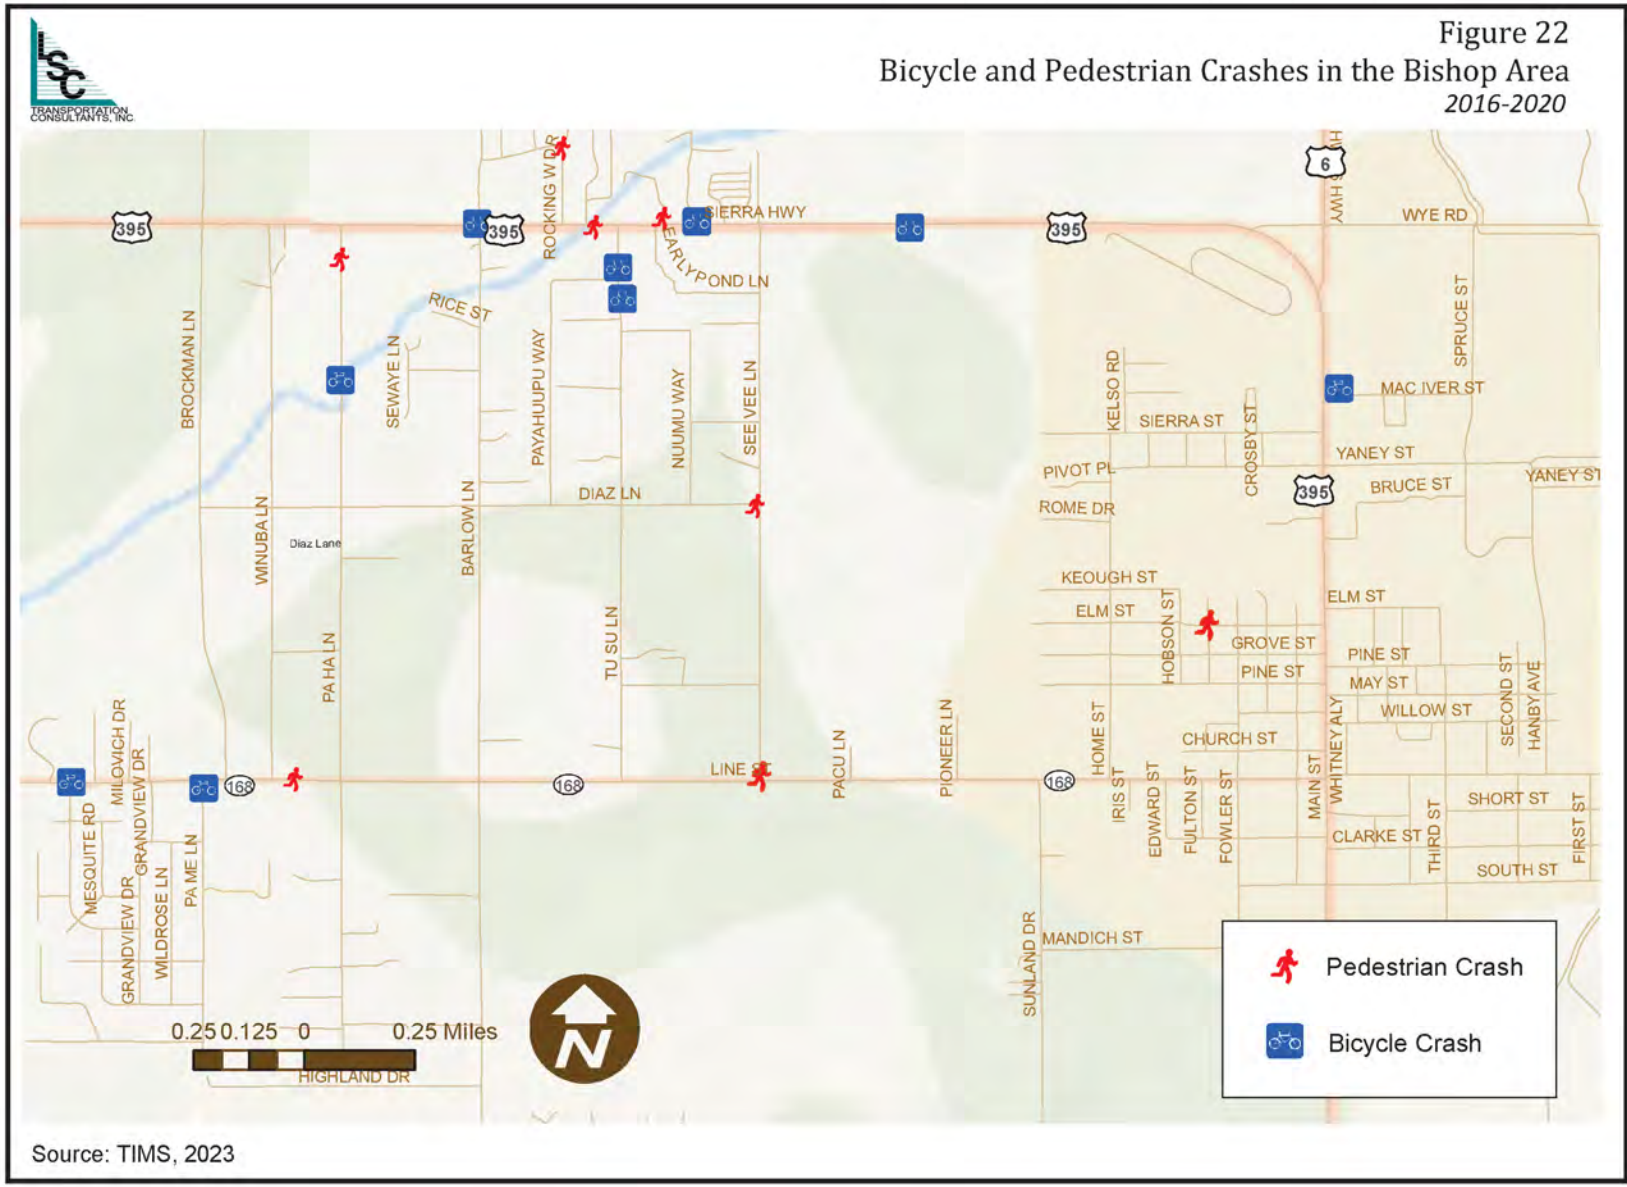 LSC
TRANSPORTATION
CONSULTANTS, INC.
Figure 22
Bicycle and Pedestrian Crashes in the Bishop Area
2016-2020
6
395
395
395
SIERRA HWY
WYE RD
ROCKING W DR
EARLYPOND LN
RICE ST
BROCKMAN LN
SEWAYE LN
PAYAHUUPU WAY
NUUMU WAY
SEE VEE LN
KELSO RD
SIERRA ST
CROSBY ST
SPRUCE ST
MAC IVER ST
YANEY ST
YANEY ST
PIVOT PL
ROME DR
395
BRUCE ST
DIAZ LN
WINUBA LN
Diaz Lane
BARLOW LN
KEOUGH ST
ELM ST
ELM ST
HOBSON ST
GROVE ST
PINE ST
PINE ST
MAY ST
WILLOW ST
SECOND ST
HANBY AVE
PA HA LN
TU SU LN
MILOVICH DR
GRANDVIEW DR
PIONEER LN
PACU LN
HOME ST
CHURCH ST
WHITNEY ALY
LINE ST
168
168
168
MESQUITE RD
PA ME LN
IRIS ST
EDWARD ST
FULTON ST
FOWLER ST
MAIN ST
SHORT ST
CLARKE ST
THIRD ST
FIRST ST
SOUTH ST
GRANDVIEW DR
WILDROSE LN
SUNLAND DR
MANDICH ST
Pedestrian Crash
Bicycle Crash
0.25 0.125 0 0.25 Miles
N
HIGHLAND DR
Source: TIMS, 2023